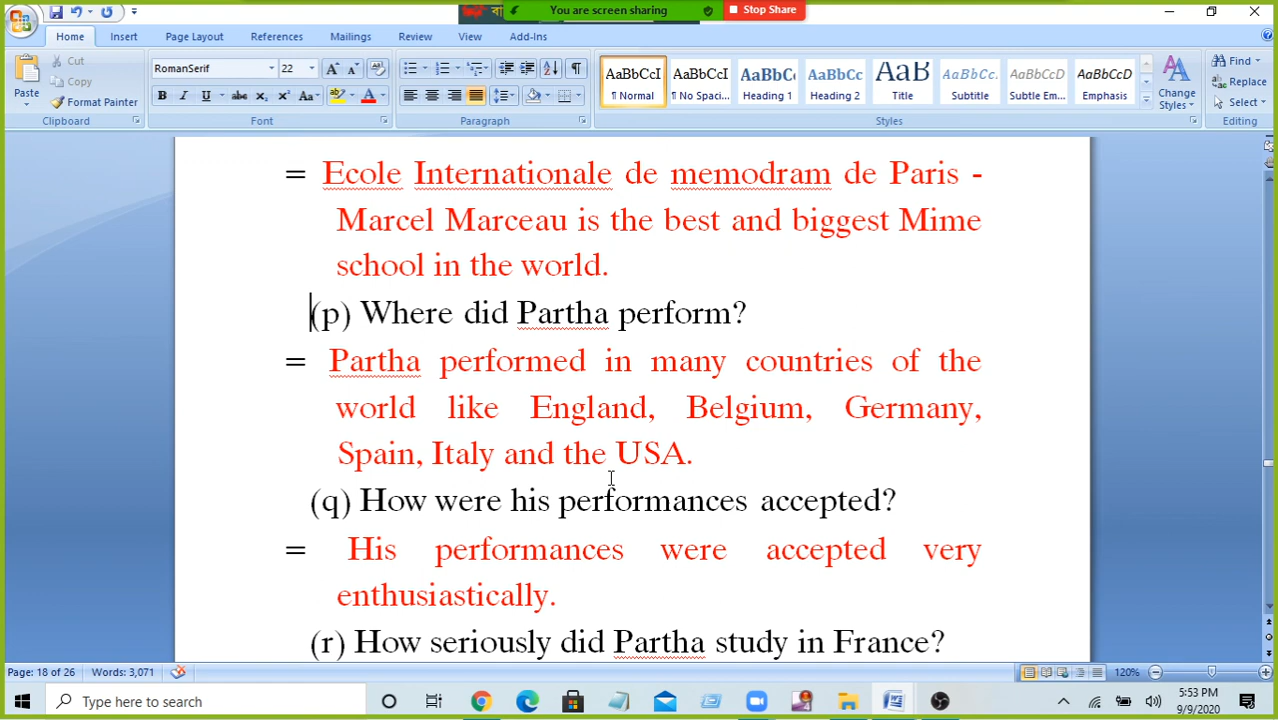 You are screen sharing
Stop Share
Home Insert Page Layout References Mailings Review View Add-Ins
Cut
Copy
Format Painter
Paste
RomanSerif 22
AaBbCcI AaBbCcI AaBbC AaBbCc AaB AaBbCc. AaBbCcD AaBbCcD
¶ Normal ¶ No Spaci... Heading 1 Heading 2 Title Subtitle Subtle Em... Emphasis
Change Styles
Find
Replace
Select
Clipboard Font Paragraph Styles Editing
= Ecole Internationale de memodram de Paris -
Marcel Marceau is the best and biggest Mime
school in the world.
(p) Where did Partha perform?
= Partha performed in many countries of the
world like England, Belgium, Germany,
Spain, Italy and the USA.
(q) How were his performances accepted?
= His performances were accepted very
enthusiastically.
(r) How seriously did Partha study in France?
Page: 18 of 26 Words: 3,071 120%
Type here to search
5:53 PM
9/9/2020